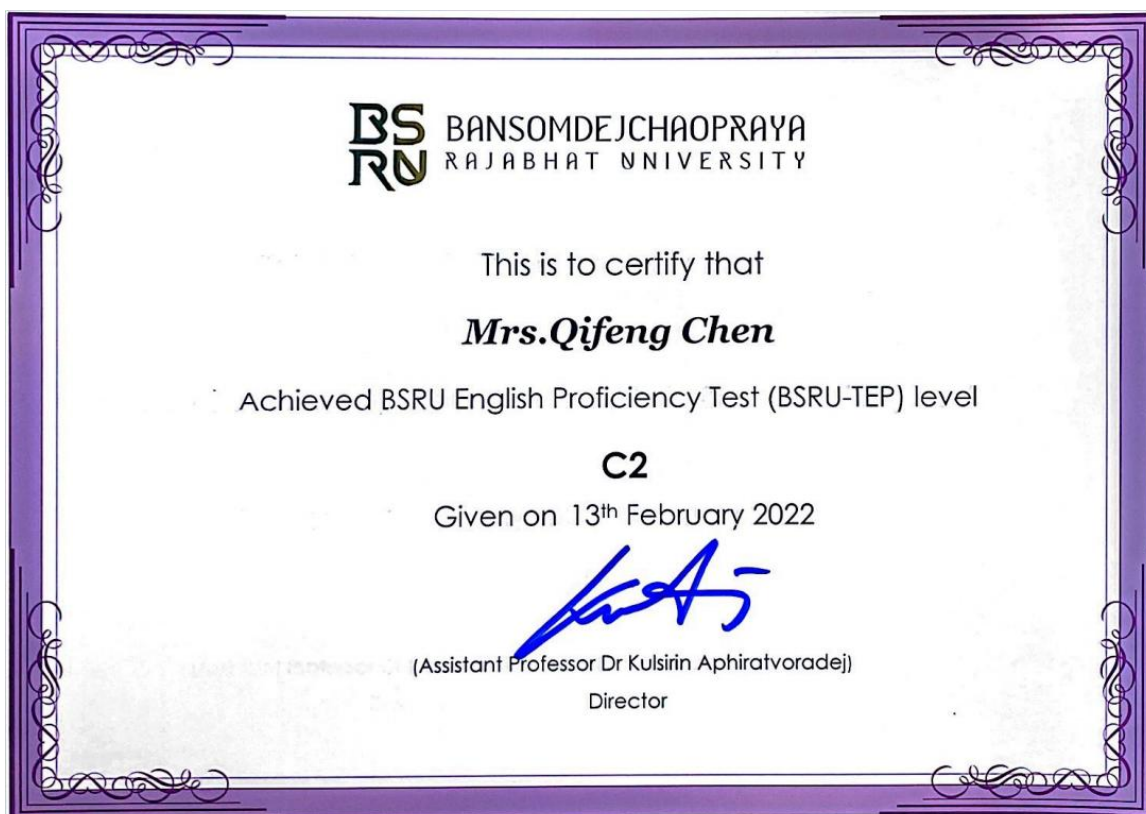 BS
RU
BANSOMDEJCHAOPRAYA
RAJABHAT UNIVERSITY
This is to certify that
Mrs.Qifeng Chen
Achieved BSRU English Proficiency Test (BSRU-TEP) level
C2
Given on 13th February 2022
(Assistant Professor Dr Kulsirin Aphiratvoradej)
Director